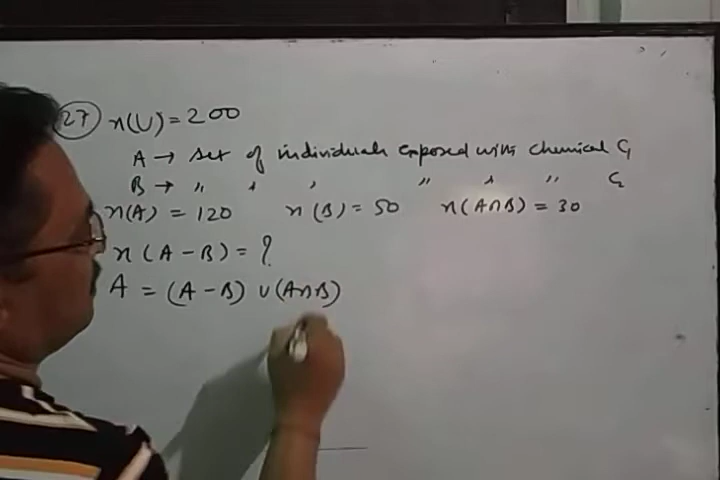 27 n(U) = 200
A → set of individuals exposed with chemical C₁
B → " " " " " " C₂
n(A) = 120 n(B) = 50 n(A∩B) = 30
n(A - B) = ?
A = (A - B) ∪ (A∩B)